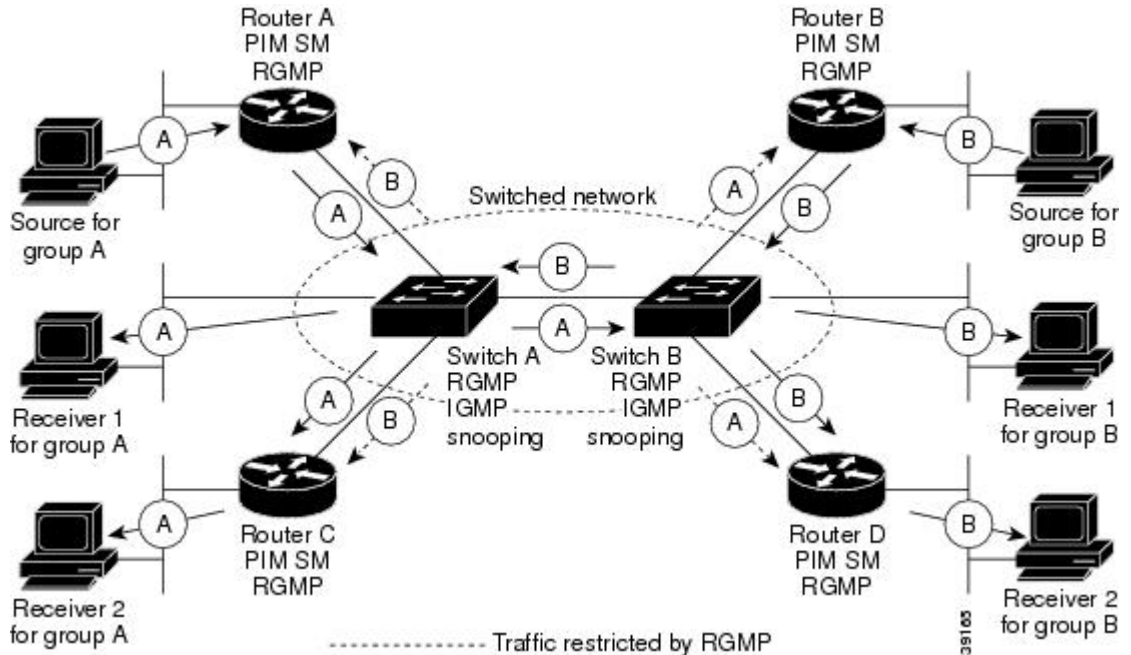 Router A
PIM SM
RGMP
Router B
PIM SM
RGMP
A
B
A
B
Source for
group A
A
B
Switched network
A
B
Source for
group B
B
A
A
B
Switch A
RGMP
IGMP
snooping
Switch B
RGMP
IGMP
snooping
Receiver 1
for group A
A
B
A
B
Receiver 1
for group B
A
B
Router C
PIM SM
RGMP
Router D
PIM SM
RGMP
Receiver 2
for group A
Receiver 2
for group B
Traffic restricted by RGMP
39165